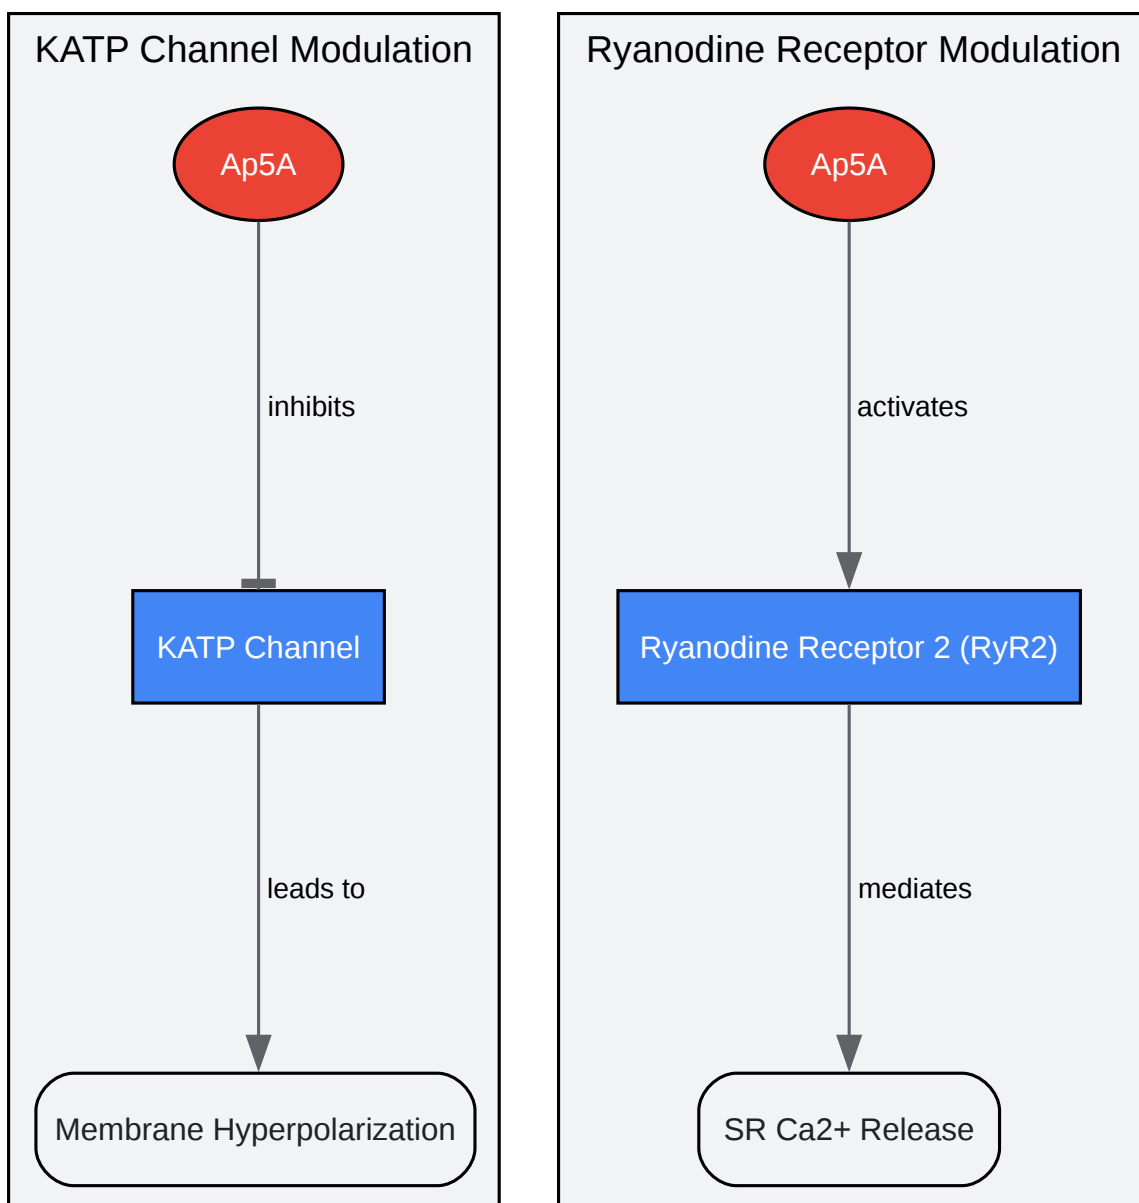 KATP Channel Modulation
Ap5A
inhibits
KATP Channel
leads to
Membrane Hyperpolarization
Ryanodine Receptor Modulation
Ap5A
activates
Ryanodine Receptor 2 (RyR2)
mediates
SR Ca2+ Release